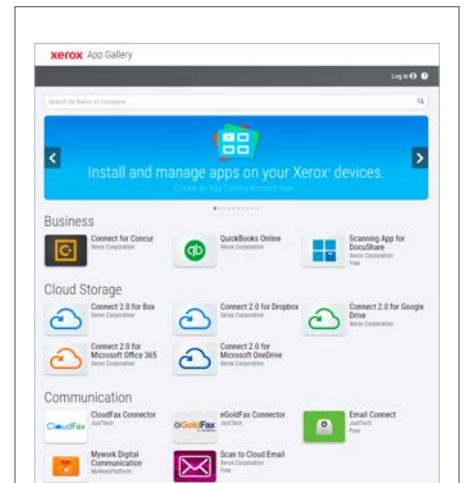 xerox™ App Gallery
Log In
Search by Name or Company
Install and manage apps on your Xerox® devices.
Create an App Gallery account now.
Business
Connect for Concur
Xerox Corporation
QuickBooks Online
Xerox Corporation
Scanning App for
DocuShare
Xerox Corporation
Free
Cloud Storage
Connect 2.0 for Box
Xerox Corporation
Connect 2.0 for Dropbox
Xerox Corporation
Connect 2.0 for Google
Drive
Xerox Corporation
Connect 2.0 for
Microsoft Office 365
Xerox Corporation
Connect 2.0 for
Microsoft OneDrive
Xerox Corporation
Communication
CloudFax
CloudFax Connector
JustTech
eGoldFax
eGoldFax Connector
JustTech
Email Connect
JustTech
Free
Mywork Digital
Communication
MyWorkPlatform
Scan to Cloud Email
Xerox Corporation
Free